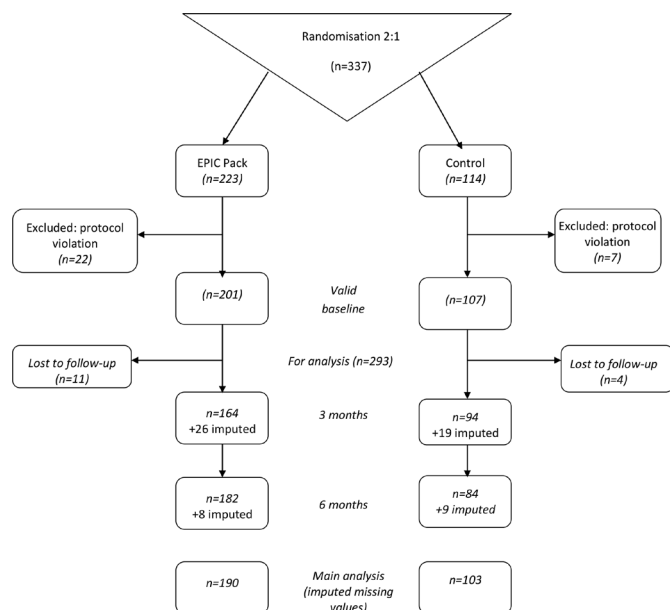 Randomisation 2:1
(n=337)
EPIC Pack
(n=223)
Control
(n=114)
Excluded: protocol
violation
(n=22)
Excluded: protocol
violation
(n=7)
(n=201)
Valid
baseline
(n=107)
Lost to follow-up
(n=11)
For analysis (n=293)
Lost to follow-up
(n=4)
n=164
+26 imputed
3 months
n=94
+19 imputed
n=182
+8 imputed
6 months
n=84
+9 imputed
n=190
Main analysis
(imputed missing
values)
n=103